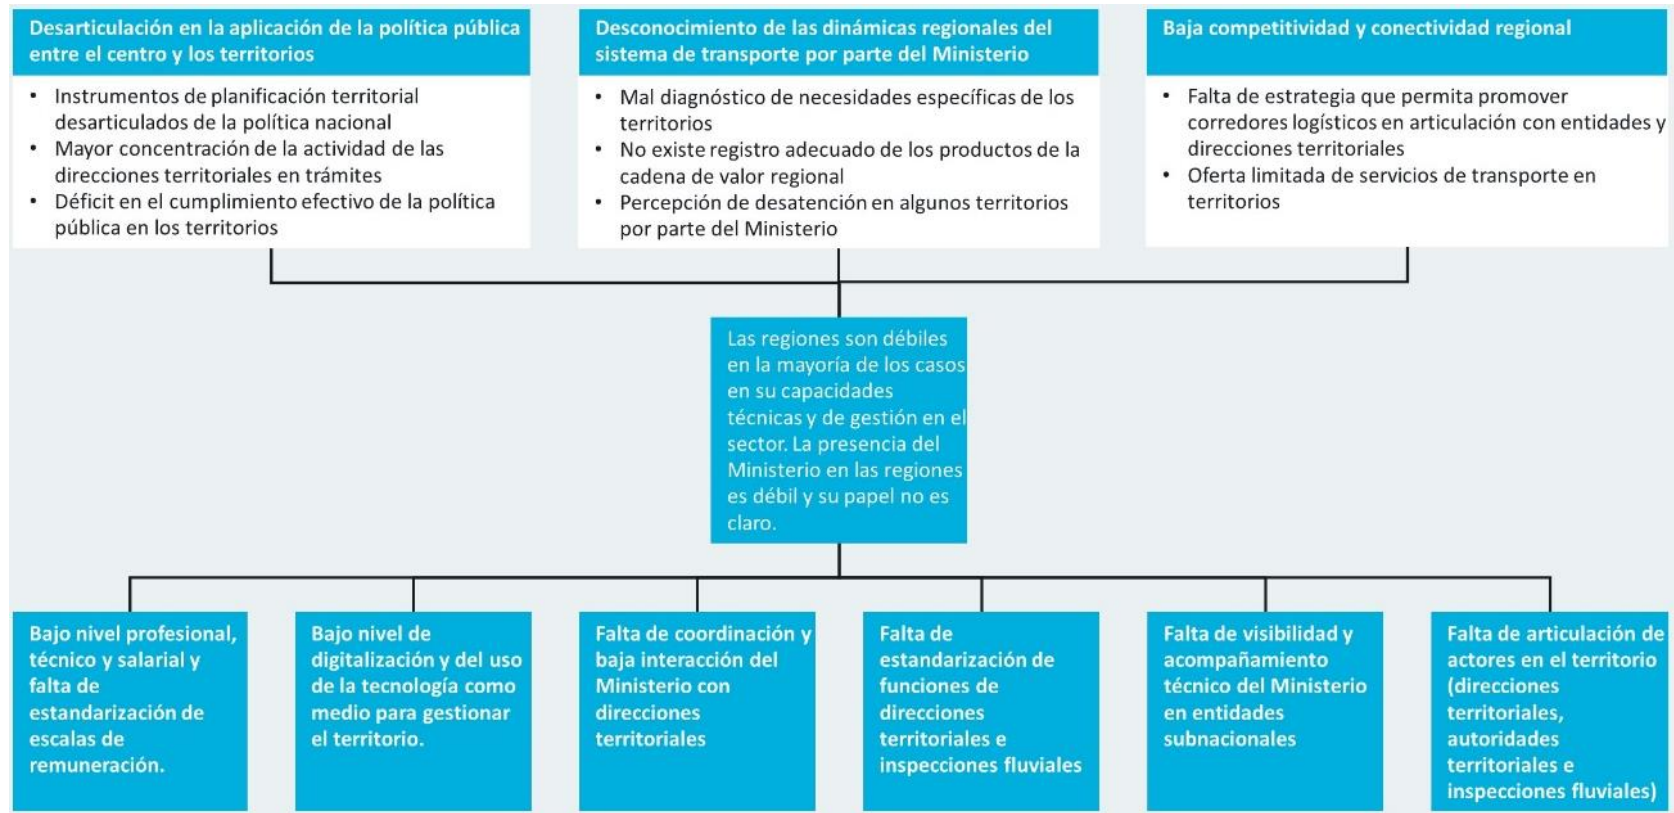 Desarticulación en la aplicación de la política pública
entre el centro y los territorios
• Instrumentos de planificación territorial
desarticulados de la política nacional
• Mayor concentración de la actividad de las
direcciones territoriales en trámites
• Déficit en el cumplimiento efectivo de la política
pública en los territorios
Desconocimiento de las dinámicas regionales del
sistema de transporte por parte del Ministerio
• Mal diagnóstico de necesidades específicas de los
territorios
• No existe registro adecuado de los productos de la
cadena de valor regional
• Percepción de desatención en algunos territorios
por parte del Ministerio
Baja competitividad y conectividad regional
• Falta de estrategia que permita promover
corredores logísticos en articulación con entidades y
direcciones territoriales
• Oferta limitada de servicios de transporte en
territorios
Las regiones son débiles
en la mayoría de los casos
en su capacidades
técnicas y de gestión en el
sector. La presencia del
Ministerio en las regiones
es débil y su papel no es
claro.
Bajo nivel profesional,
técnico y salarial y
falta de
estandarización de
escalas de
remuneración.
Bajo nivel de
digitalización y del uso
de la tecnología como
medio para gestionar
el territorio.
Falta de coordinación y
baja interacción del
Ministerio con
direcciones
territoriales
Falta de
estandarización de
funciones de
direcciones
territoriales e
inspecciones fluviales
Falta de visibilidad y
acompañamiento
técnico del Ministerio
en entidades
subnacionales
Falta de articulación de
actores en el territorio
(direcciones
territoriales,
autoridades
territoriales e
inspecciones fluviales)